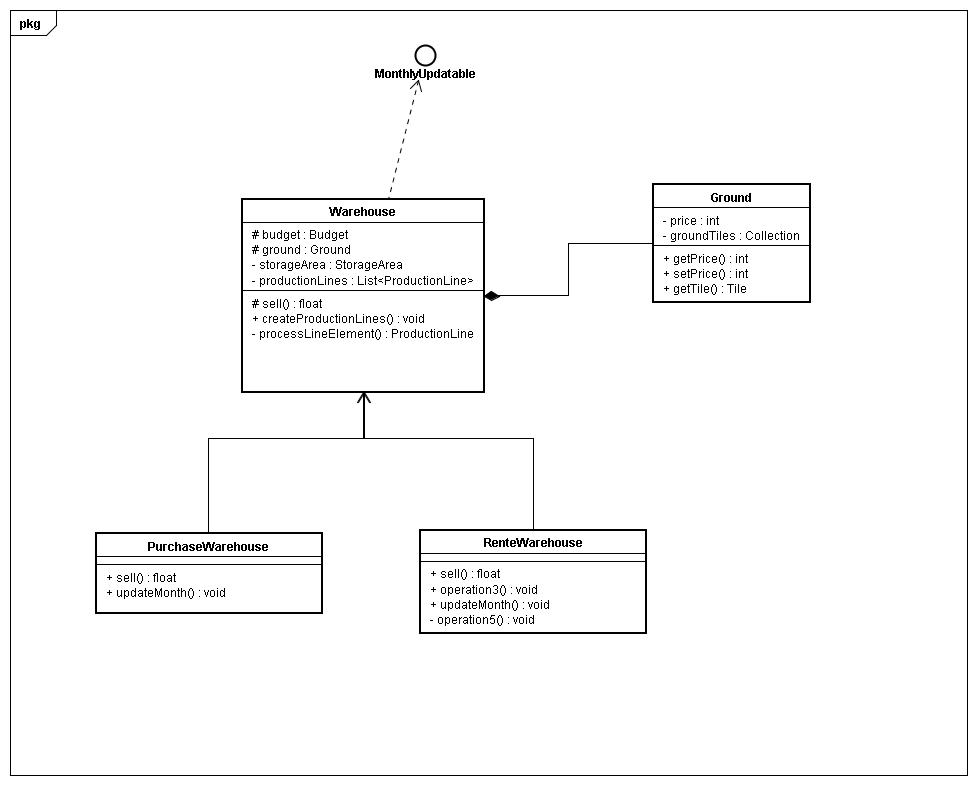 pkg
MonthlyUpdatable
Warehouse
# budget : Budget
# ground : Ground
- storageArea : StorageArea
- productionLines : List<ProductionLine>
# sell() : float
+ createProductionLines() : void
- processLineElement() : ProductionLine
Ground
- price : int
- groundTiles : Collection
+ getPrice() : int
+ setPrice() : int
+ getTile() : Tile
PurchaseWarehouse
+ sell() : float
+ updateMonth() : void
RenteWarehouse
+ sell() : float
+ operation3() : void
+ updateMonth() : void
- operation5() : void